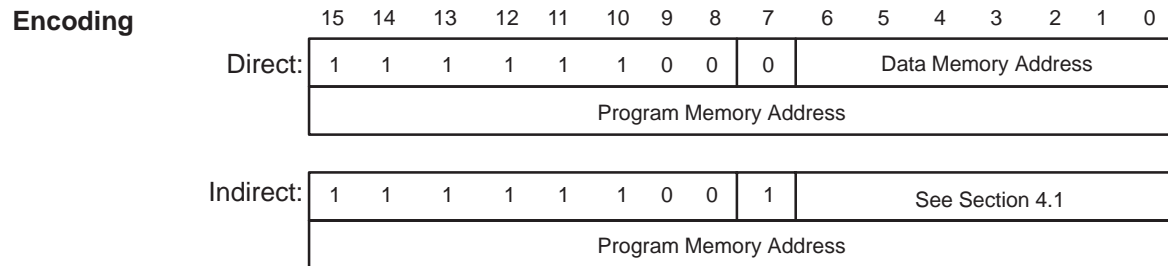 Encoding 15 14 13 12 11 10 9 8 7 6 5 4 3 2 1 0
Direct: 1 1 1 1 1 1 0 0 0 Data Memory Address
Program Memory Address
Indirect: 1 1 1 1 1 1 0 0 1 See Section 4.1
Program Memory Address